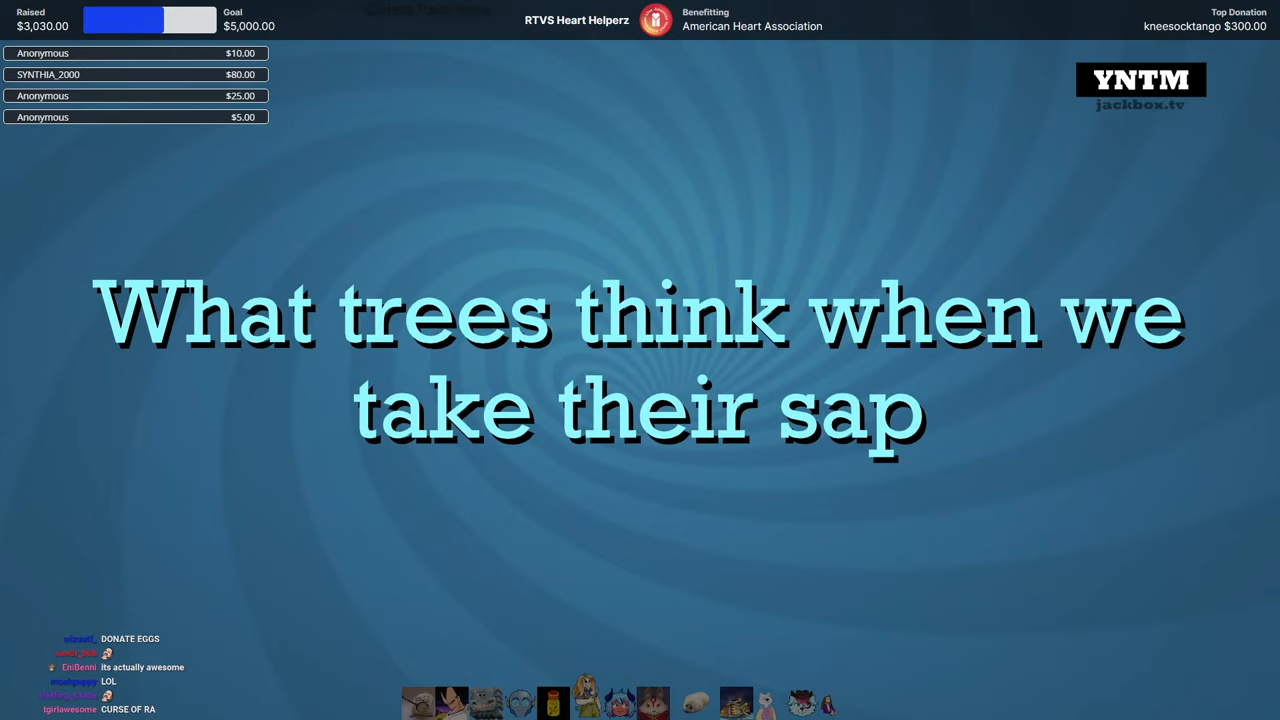 Raised
$3,030.00
Goal
$5,000.00
RTVS Heart Helperz
Benefitting
American Heart Association
Top Donation
kneesocktango $300.00
Anonymous $10.00
SYNTHIA_2000 $80.00
Anonymous $25.00
Anonymous $5.00
YNTM
jackbox.tv
What trees think when we
take their sap
DONATE EGGS
EniBenni its actually awesome
LOL
tgirlawesome CURSE OF RA